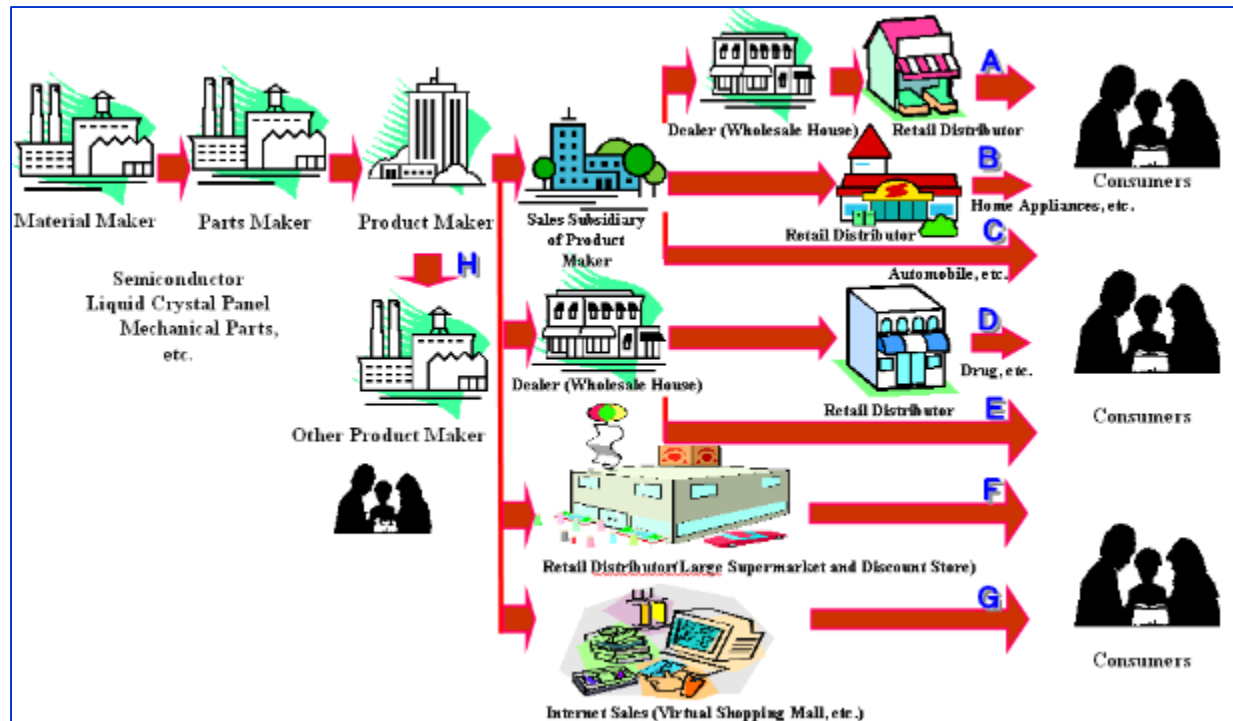 A
Dealer (Wholesale House)
Retail Distributor
B
Consumers
Material Maker
Parts Maker
Product Maker
Sales Subsidiary
of Product
Maker
Retail Distributor
Home Appliances, etc.
C
H
Automobile, etc.
Semiconductor
Liquid Crystal Panel
Mechanical Parts,
etc.
D
Dealer (Wholesale House)
Drug, etc.
Retail Distributor
Consumers
E
Other Product Maker
F
Retail Distributor(Large Supermarket and Discount Store)
G
Consumers
Internet Sales (Virtual Shopping Mall, etc.)